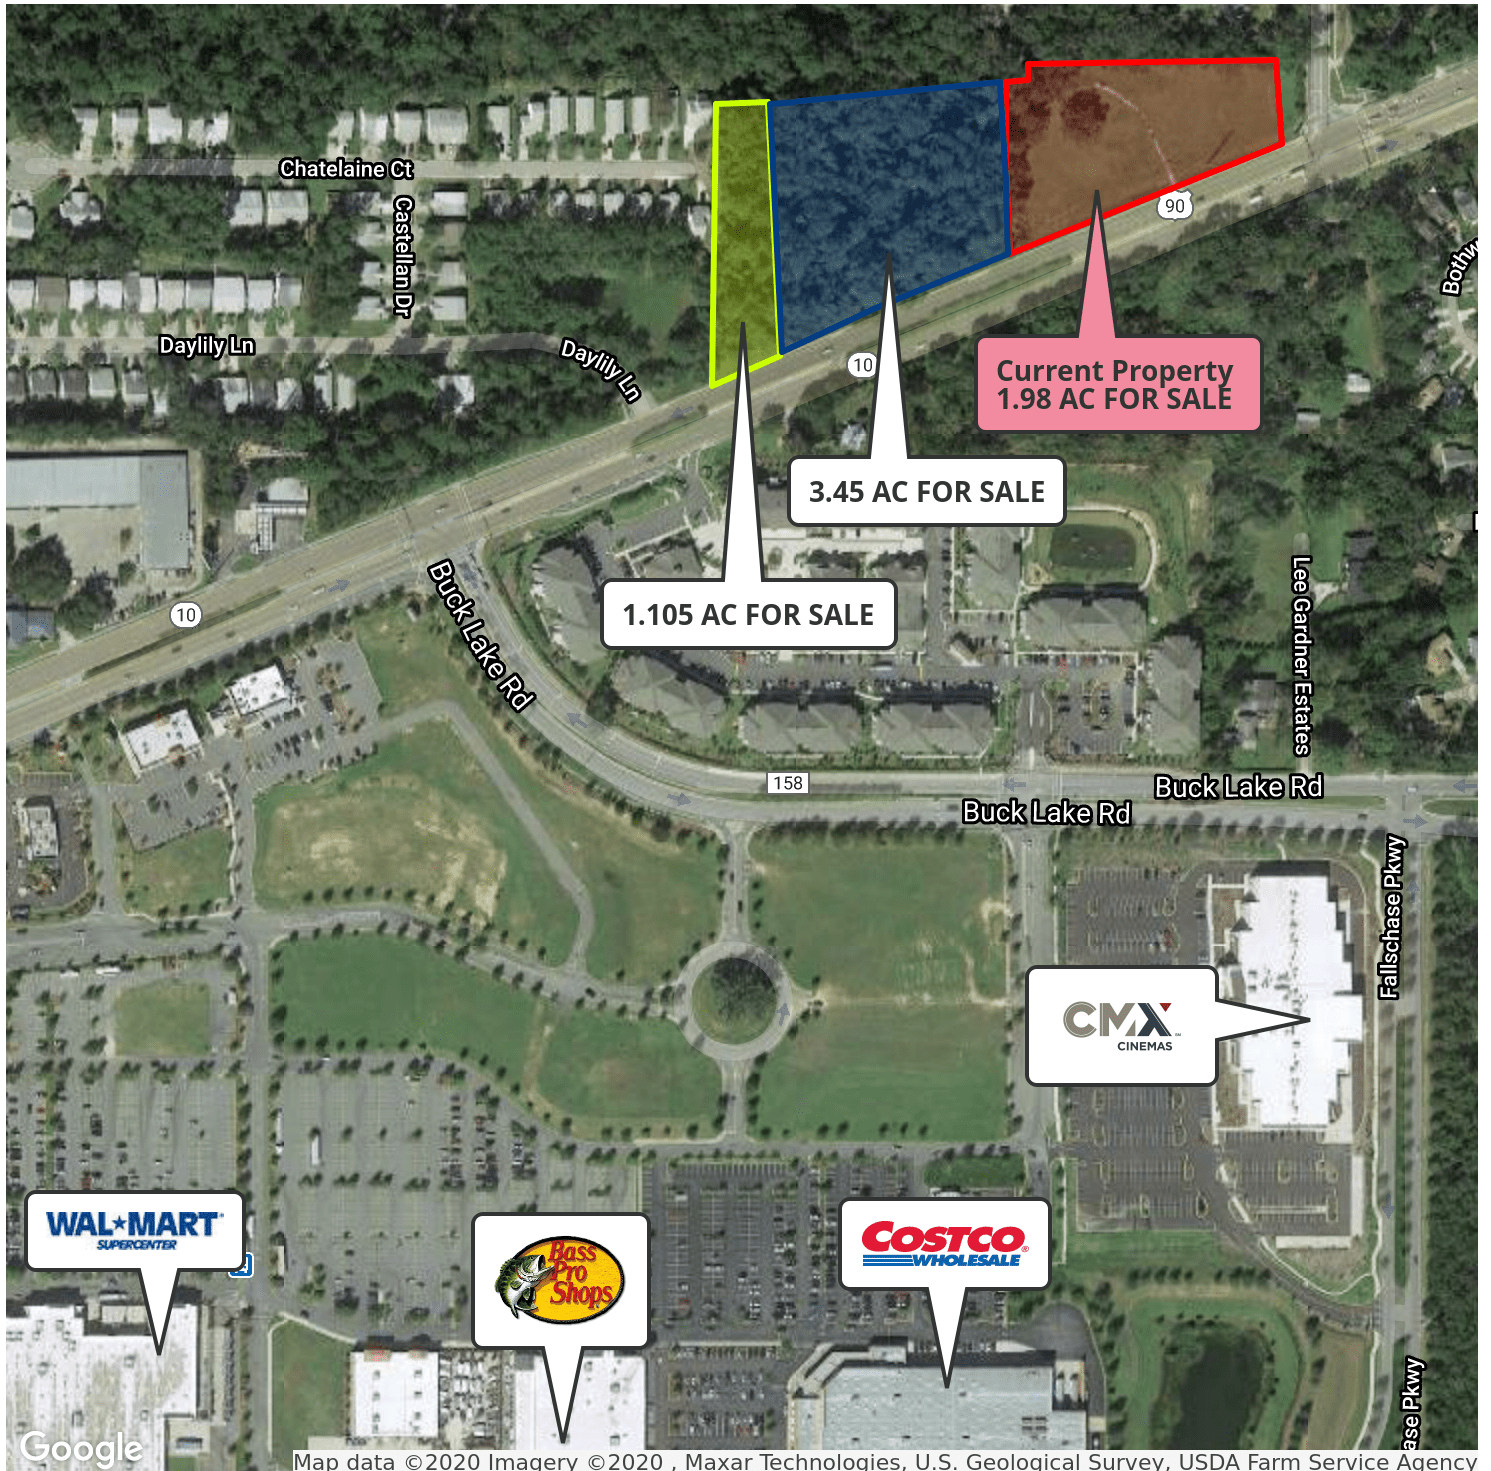 Chatelaine Ct
Castellan Dr
90
Bothw
Daylily Ln
Daylily Ln
10
Current Property
1.98 AC FOR SALE
3.45 AC FOR SALE
1.105 AC FOR SALE
10
Buck Lake Rd
Lee Gardner Estates
158
Buck Lake Rd
Buck Lake Rd
Fallschase Pkwy
CMX
CINEMAS
WAL★MART
SUPERCENTER
Bass
Pro
Shops
COSTCO
WHOLESALE
ase Pkwy
Google
Map data ©2020 Imagery ©2020 , Maxar Technologies, U.S. Geological Survey, USDA Farm Service Agency